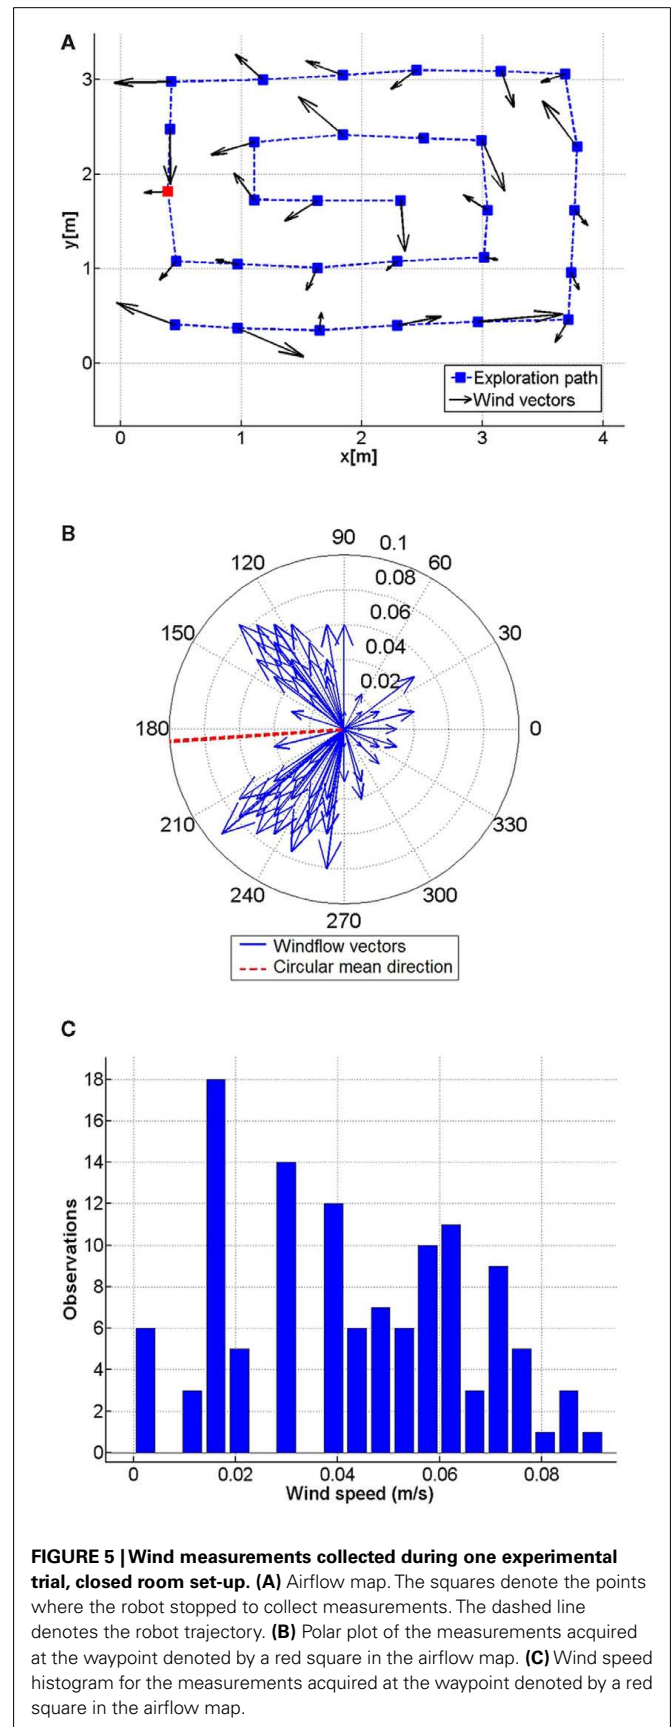 A
3
2
1
0
y[m]
Exploration path
Wind vectors
0 1 2 3 4
x[m]
B
90
0.1
120
60
0.08
0.06
150
30
0.04
0.02
180
0
210
330
240
300
270
Windflow vectors
Circular mean direction
C
18
16
14
12
10
8
6
4
2
0
Observations
0 0.02 0.04 0.06 0.08
Wind speed (m/s)
FIGURE 5 | Wind measurements collected during one experimental
trial, closed room set-up. (A) Airflow map. The squares denote the points
where the robot stopped to collect measurements. The dashed line
denotes the robot trajectory. (B) Polar plot of the measurements acquired
at the waypoint denoted by a red square in the airflow map. (C) Wind speed
histogram for the measurements acquired at the waypoint denoted by a red
square in the airflow map.